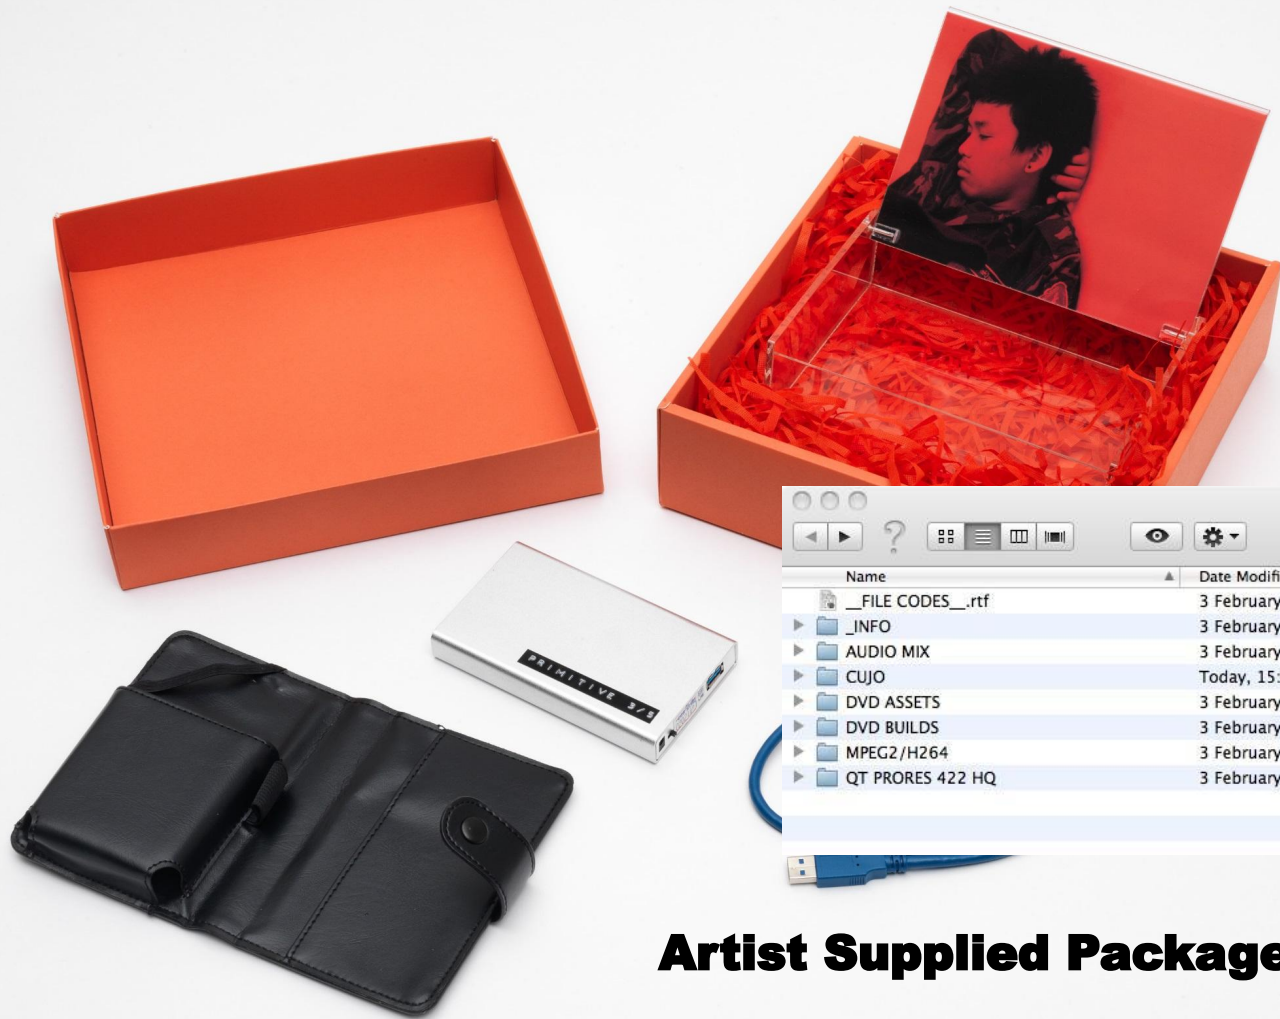 PRIMITIVE 3/5
Name Date Modifi
__FILE CODES__.rtf 3 February
_INFO 3 February
AUDIO MIX 3 February
CUJO Today, 15:
DVD ASSETS 3 February
DVD BUILDS 3 February
MPEG2/H264 3 February
QT PRORES 422 HQ 3 February
Artist Supplied Package